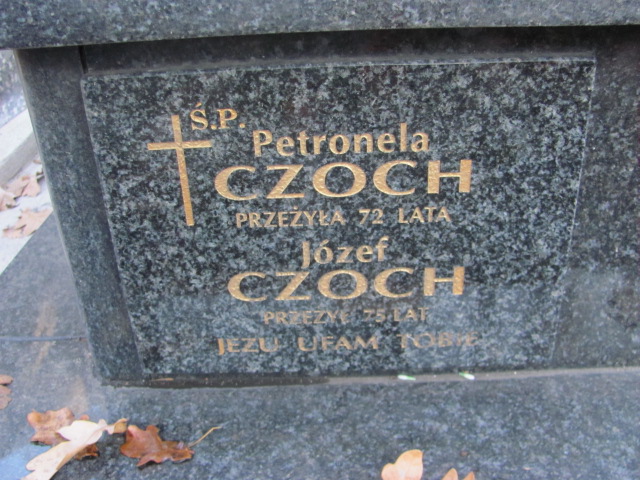 Ś.P.
Petronela
CZOCH
PRZEŻYŁA 72 LATA
Józef
CZOCH
PRZEŻYŁ 75 LAT
JEZU UFAM TOBIE